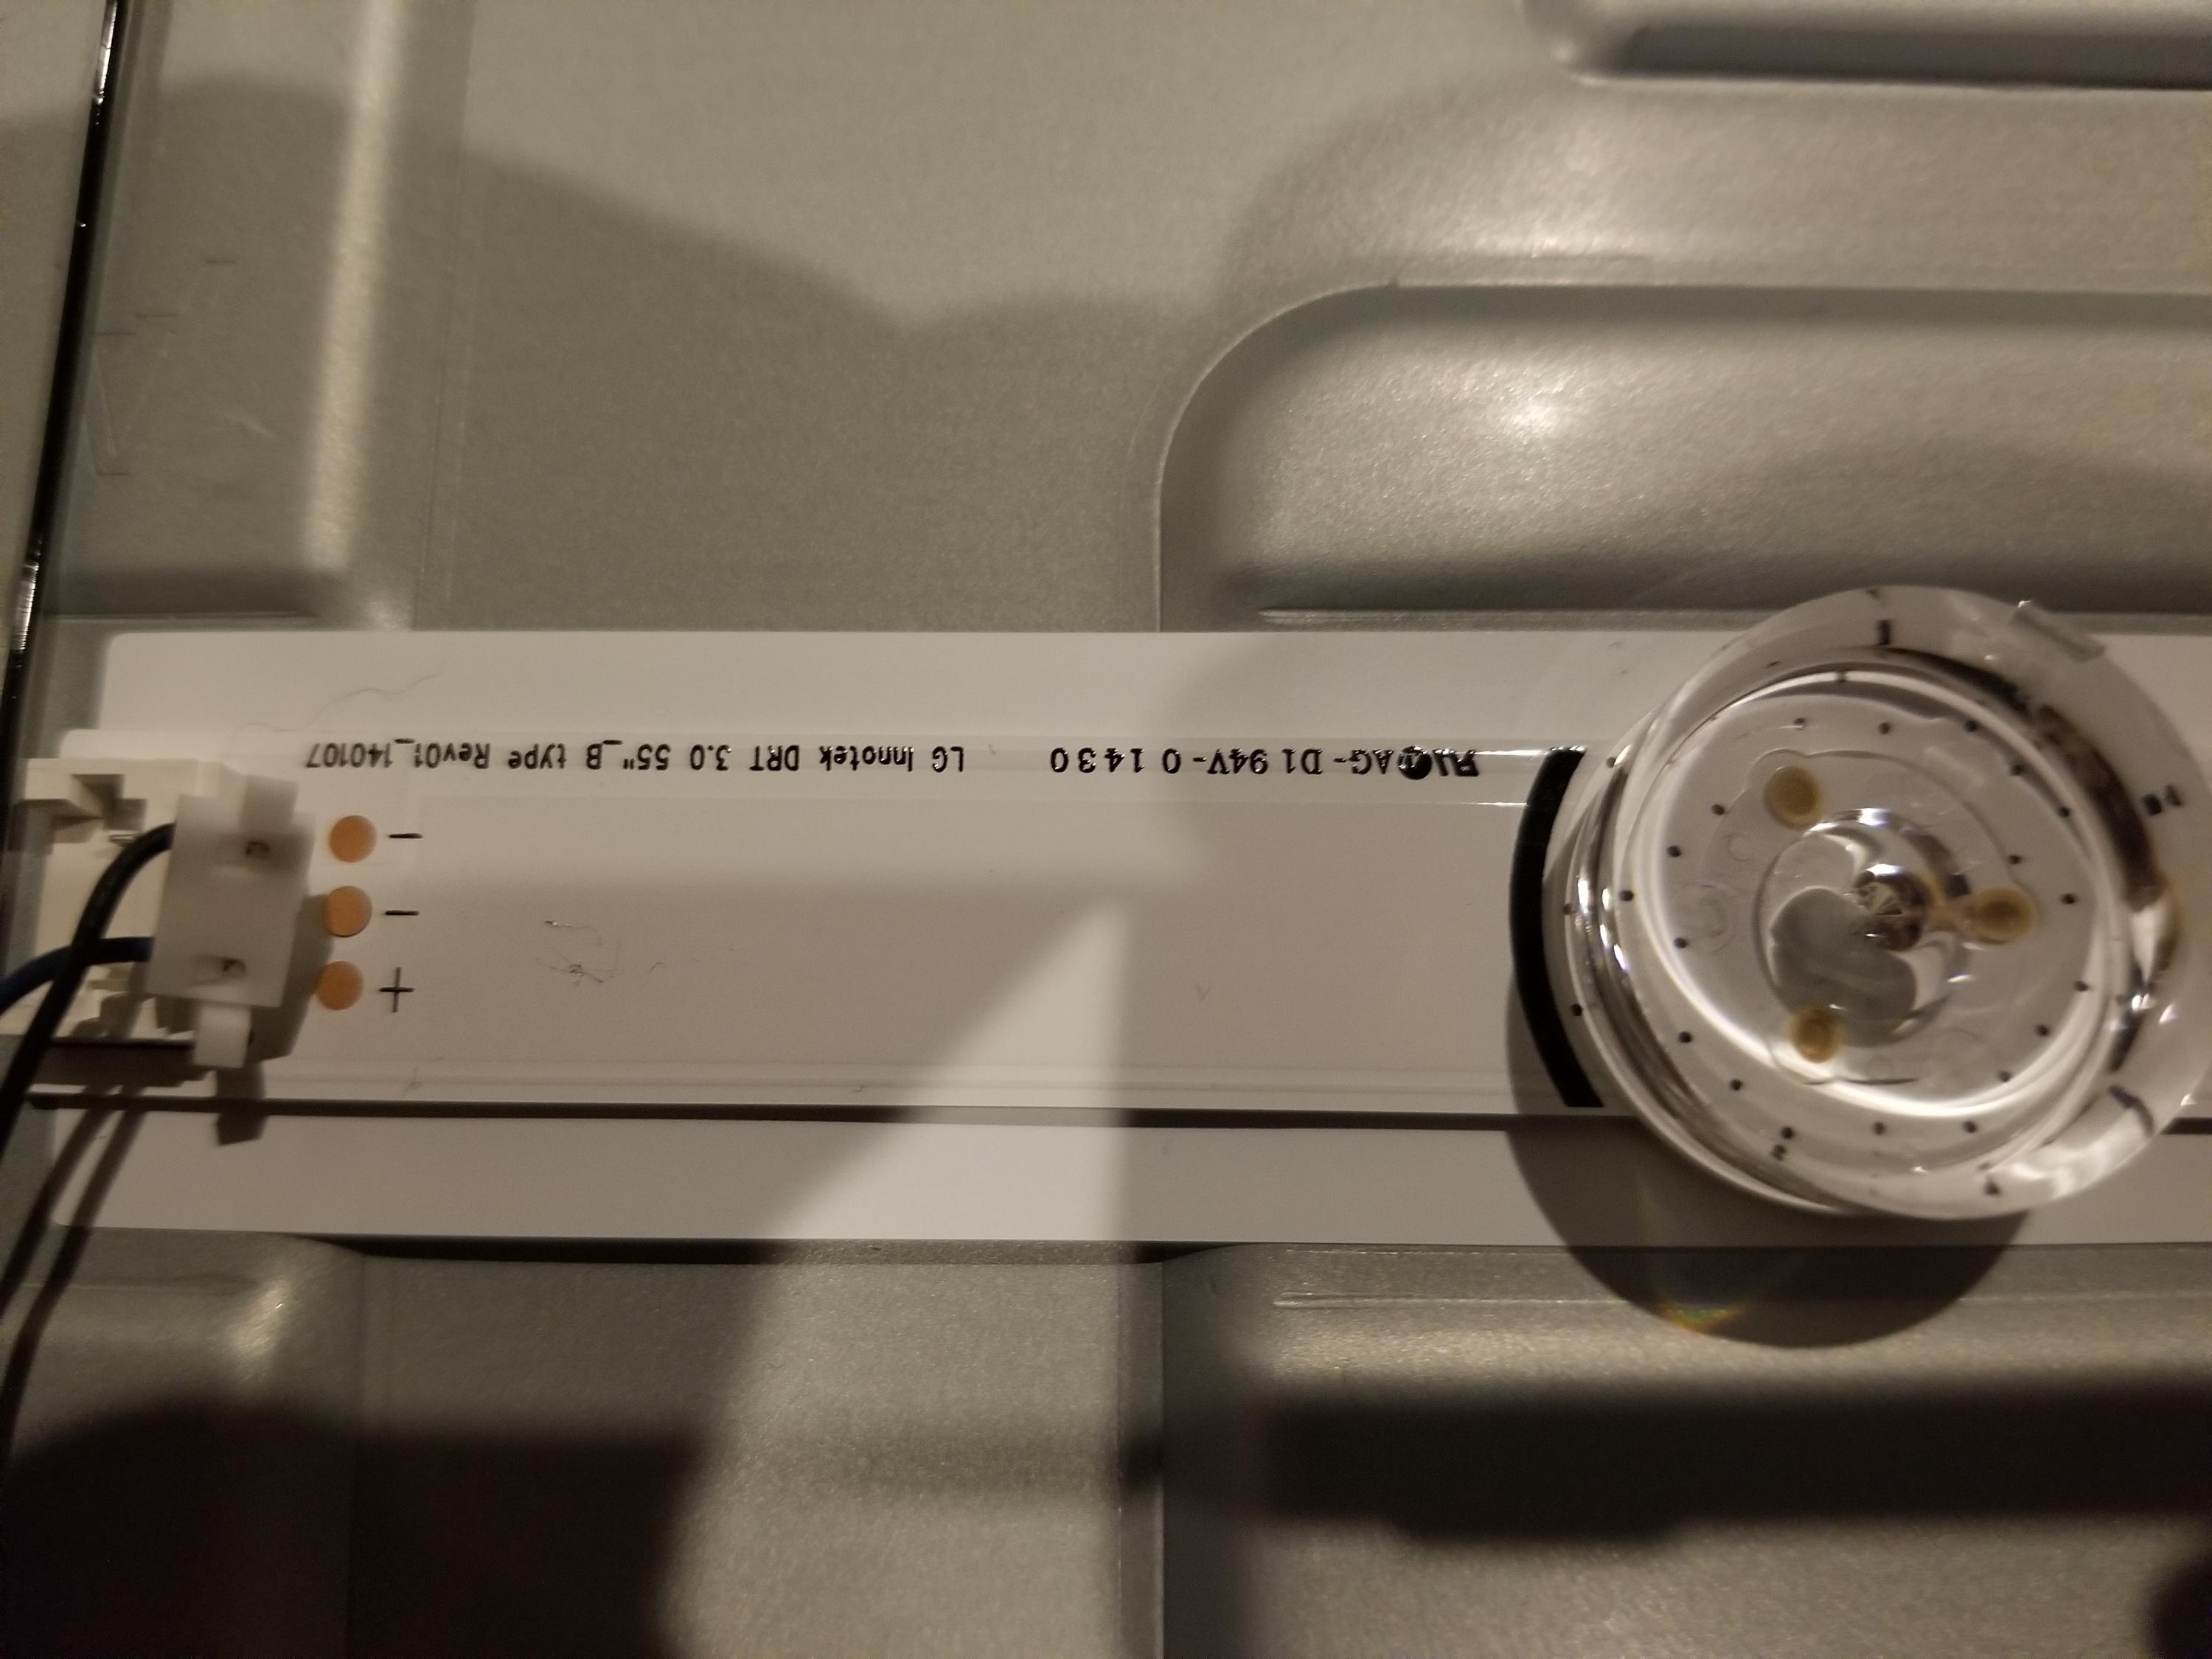 AG-D1 94V-0 1430 LG Innotek DRT 3.0 55"_B type Rev01_140107
-
-
+